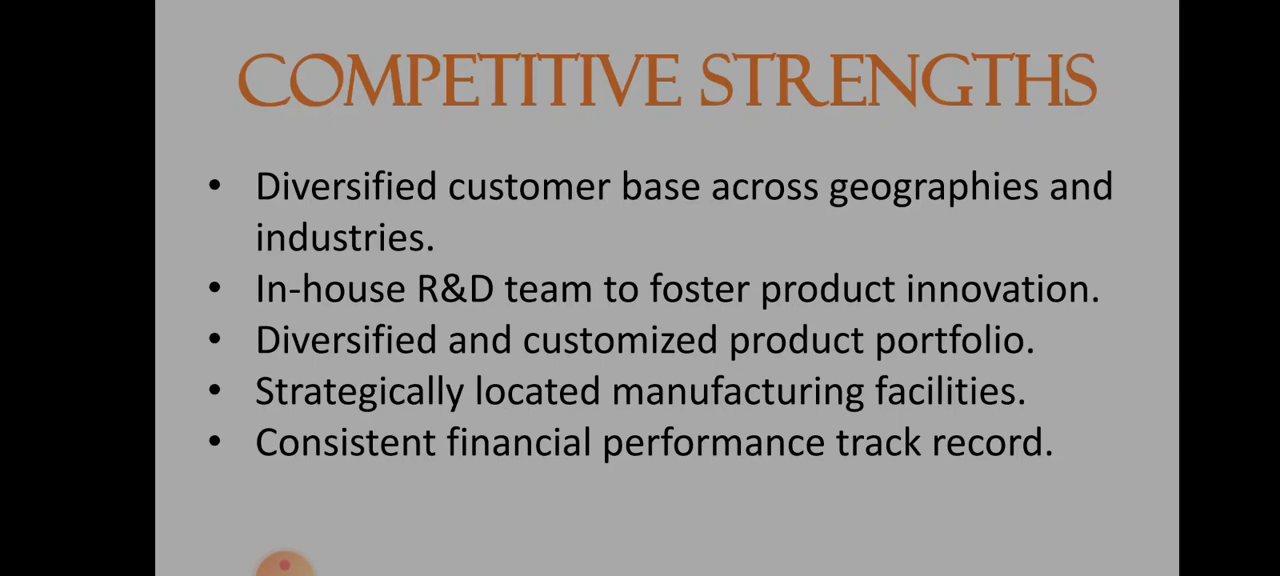 COMPETITIVE STRENGTHS
• Diversified customer base across geographies and
industries.
• In-house R&D team to foster product innovation.
• Diversified and customized product portfolio.
• Strategically located manufacturing facilities.
• Consistent financial performance track record.